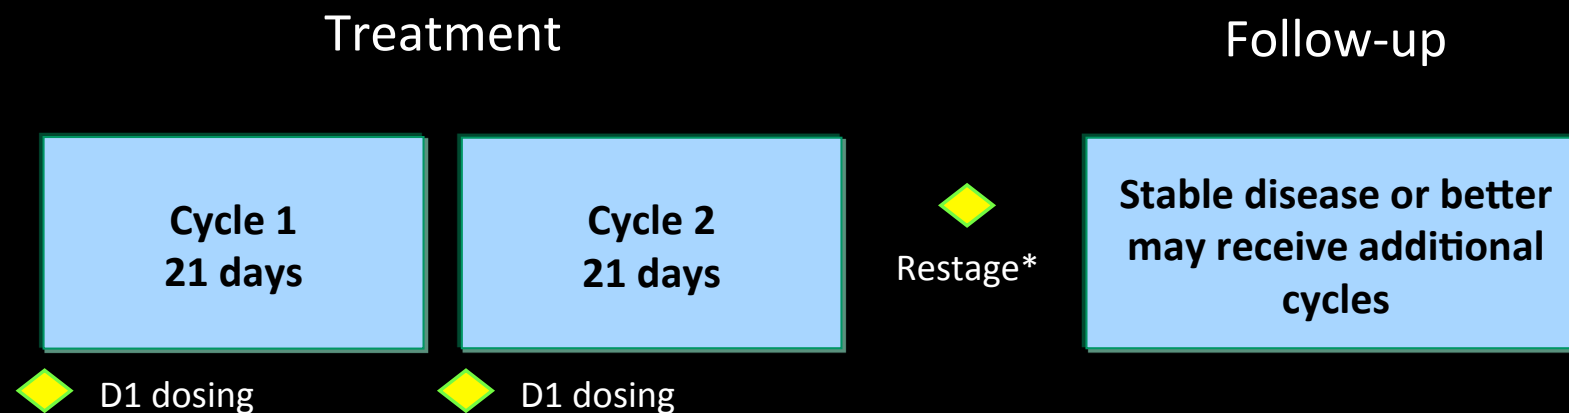 Treatment
Follow-up
Cycle 1
21 days
Cycle 2
21 days
Restage*
Stable disease or better
may receive additional
cycles
D1 dosing
D1 dosing